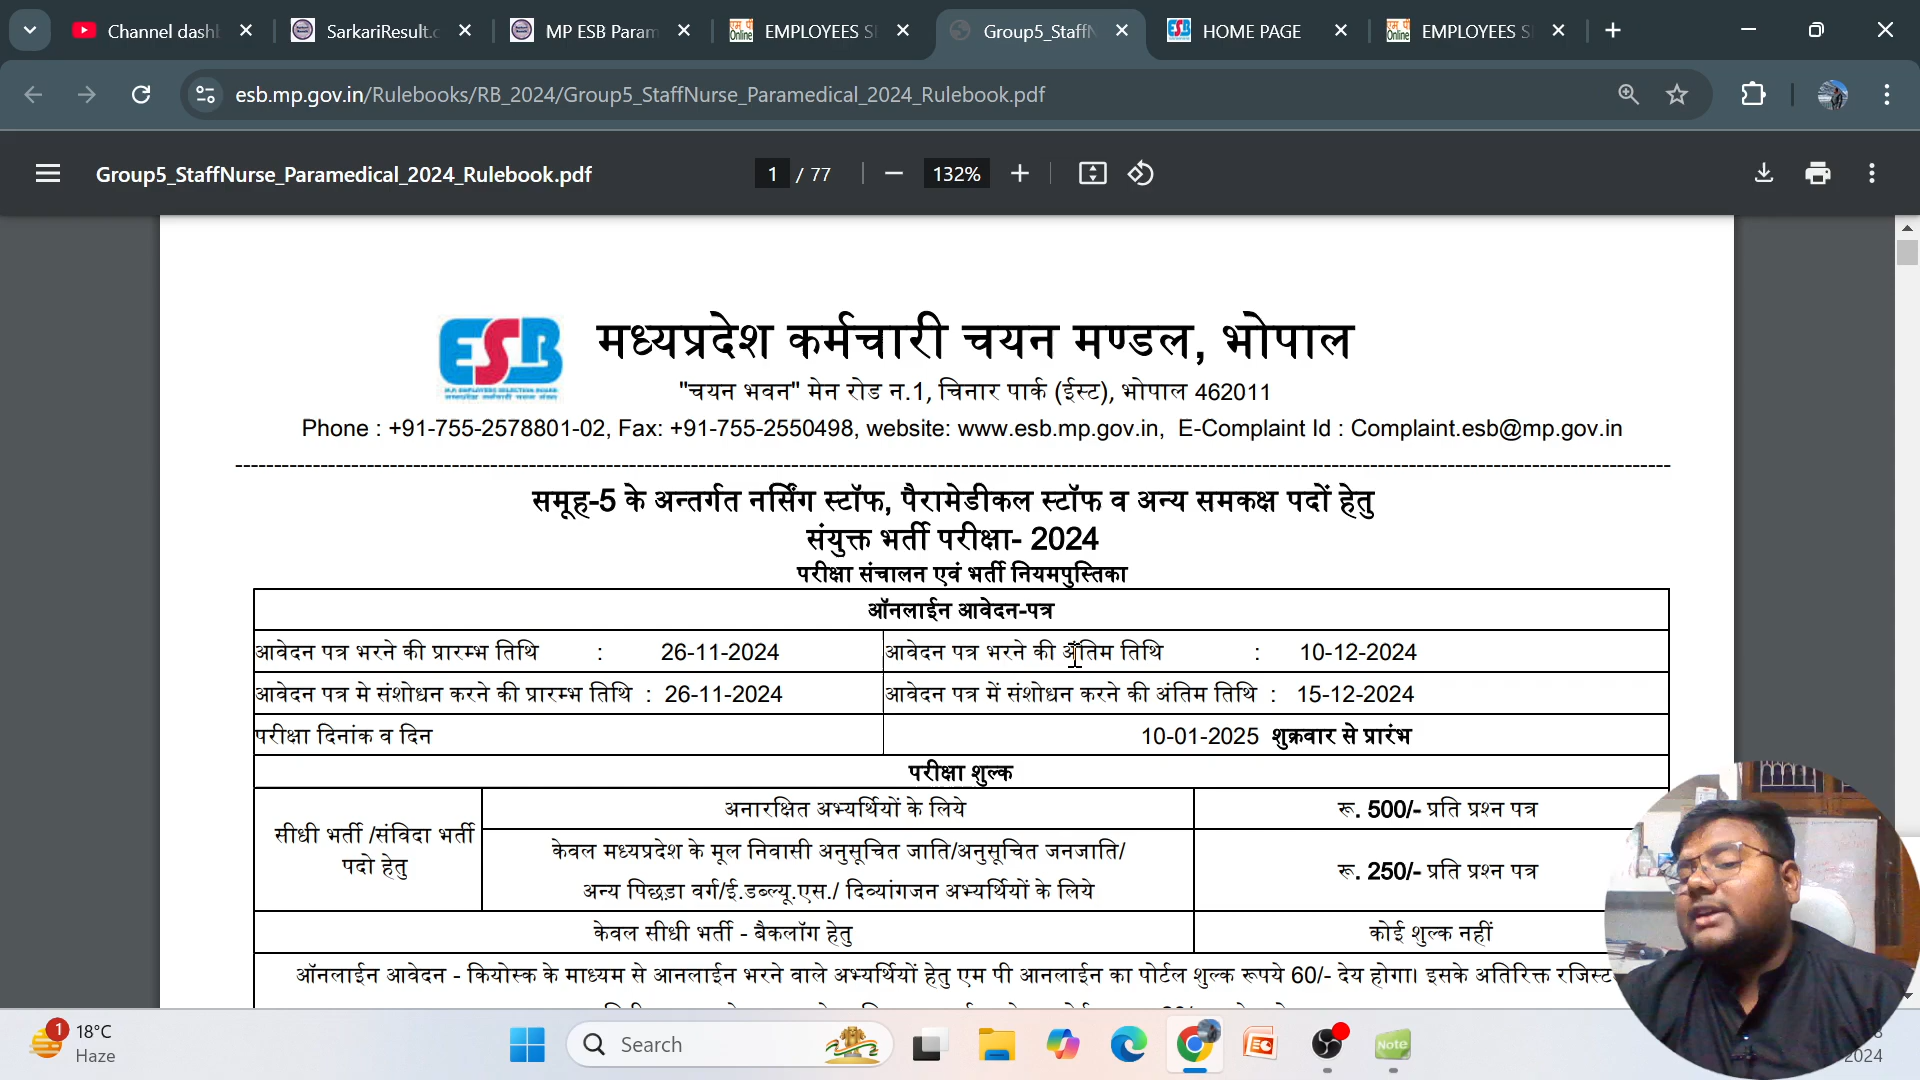 Channel dashb
SarkariResult.c
MP ESB Param
EMPLOYEES S
Group5_StaffN
HOME PAGE
EMPLOYEES S
esb.mp.gov.in/Rulebooks/RB_2024/Group5_StaffNurse_Paramedical_2024_Rulebook.pdf
Group5_StaffNurse_Paramedical_2024_Rulebook.pdf
1 / 77
132%
ESB
मध्यप्रदेश कर्मचारी चयन मण्डल, भोपाल
"चयन भवन" मेन रोड न.1, चिनार पार्क (ईस्ट), भोपाल 462011
Phone : +91-755-2578801-02, Fax: +91-755-2550498, website: www.esb.mp.gov.in, E-Complaint Id : Complaint.esb@mp.gov.in
समूह-5 के अन्तर्गत नर्सिंग स्टॉफ, पैरामेडीकल स्टॉफ व अन्य समकक्ष पदों हेतु
संयुक्त भर्ती परीक्षा- 2024
परीक्षा संचालन एवं भर्ती नियमपुस्तिका
ऑनलाईन आवेदन-पत्र
आवेदन पत्र भरने की प्रारम्भ तिथि : 26-11-2024 आवेदन पत्र भरने की अंतिम तिथि : 10-12-2024
आवेदन पत्र मे संशोधन करने की प्रारम्भ तिथि : 26-11-2024 आवेदन पत्र में संशोधन करने की अंतिम तिथि : 15-12-2024
परीक्षा दिनांक व दिन 10-01-2025 शुक्रवार से प्रारंभ
परीक्षा शुल्क
सीधी भर्ती /संविदा भर्ती
पदो हेतु
अनारक्षित अभ्यर्थियों के लिये रू. 500/- प्रति प्रश्न पत्र
केवल मध्यप्रदेश के मूल निवासी अनुसूचित जाति/अनुसूचित जनजाति/
अन्य पिछड़ा वर्ग/ई.डब्ल्यू.एस./ दिव्यांगजन अभ्यर्थियों के लिये
रू. 250/- प्रति प्रश्न पत्र
केवल सीधी भर्ती - बैकलॉग हेतु कोई शुल्क नहीं
ऑनलाईन आवेदन - कियोस्क के माध्यम से आनलाईन भरने वाले अभ्यर्थियों हेतु एम पी आनलाईन का पोर्टल शुल्क रूपये 60/- देय होगा। इसके अतिरिक्त
1
18°C
Haze
Search
Note
2024